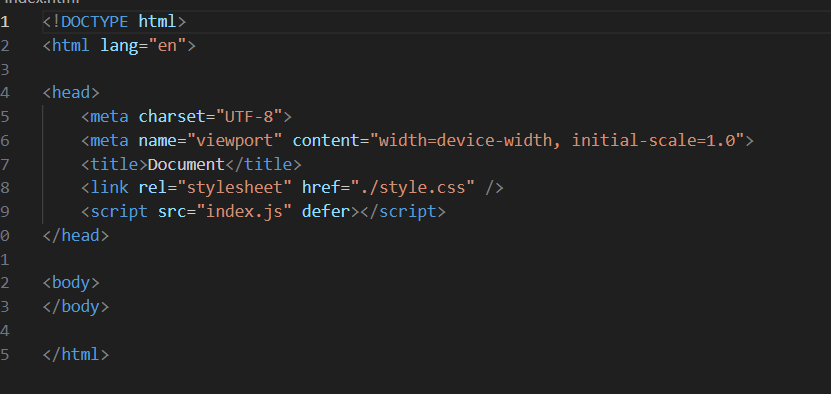 index.html
1 <!DOCTYPE html>
2 <html lang="en">
3
4 <head>
5 <meta charset="UTF-8">
6 <meta name="viewport" content="width=device-width, initial-scale=1.0">
7 <title>Document</title>
8 <link rel="stylesheet" href="./style.css" />
9 <script src="index.js" defer></script>
0 </head>
1
2 <body>
3 </body>
4
5 </html>